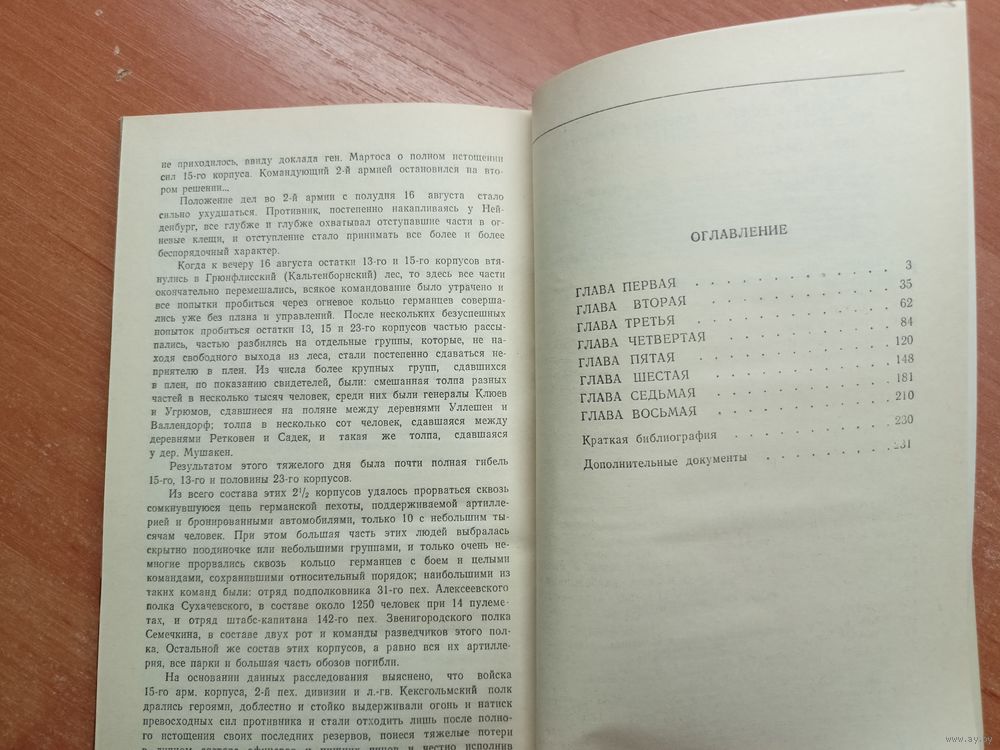 не приходилось, ввиду доклада ген. Мартоса о полном истощении
сил 15-го корпуса. Командующий 2-й армией остановился на вто-
ром решении...
Положение дел во 2-й армии с полудня 16 августа стало
сильно ухудшаться. Противник, постепенно накапливаясь у Ней-
денбург, все глубже и глубже охватывал отступавшие части в ог-
невые клещи, и отступление стало принимать все более и более
беспорядочный характер.
Когда к вечеру 16 августа остатки 13-го и 15-го корпусов втя-
нулись в Грюнфлисский (Кальтенборнский) лес, то здесь все части
окончательно перемешались, всякое командование было утрачено и
все попытки пробиться через огневое кольцо германцев соверша-
лись уже без плана и управлений. После нескольких безуспешных
попыток пробиться остатки 13, 15 и 23-го корпусов частью рассы-
пались, частью разбились на отдельные группы, которые, не на-
ходя свободного выхода из леса, стали постепенно сдаваться не-
приятелю в плен. Из числа более крупных групп, сдавшихся
в плен, по показанию свидетелей, были: смешанная толпа разных
частей в несколько тысяч человек, среди них были генералы Клюев
и Угрюмов, сдавшиеся на поляне между деревнями Уллешен и
Валлендорф; толпа в несколько сот человек, сдавшаяся между
деревнями Ретковен и Садек, и такая же толпа, сдавшаяся
у дер. Мушакен.
Результатом этого тяжелого дня была почти полная гибель
15-го, 13-го и половины 23-го корпусов.
Из всего состава этих 2¹/₂ корпусов удалось прорваться сквозь
сомкнувшуюся цепь германской пехоты, поддерживаемой артилле-
рией и бронированными автомобилями, только 10 с небольшим ты-
сячам человек. При этом большая часть этих людей выбралась
скрытно поодиночке или небольшими группами, и только очень не-
многие прорвались сквозь кольцо германцев с боем и целыми
командами, сохранившими относительный порядок; наибольшими из
таких команд были: отряд подполковника 31-го пех. Алексеевского
полка Сухачевского, в составе около 1250 человек при 14 пулеме-
тах, и отряд штабс-капитана 142-го пех. Звенигородского полка
Семечкина, в составе двух рот и команды разведчиков этого пол-
ка. Остальной же состав этих корпусов, а равно вся их артилле-
рия, все парки и большая часть обозов погибли.
На основании данных расследования выяснено, что войска
15-го арм. корпуса, 2-й пех. дивизии и л.-гв. Кексгольмский полк
дрались героями, доблестно и стойко выдерживали огонь и натиск
превосходных сил противника и стали отходить лишь после полно-
го истощения своих последних резервов, понеся тяжелые потери
в личном составе офицеров и нижних чинов и честно исполнив
ОГЛАВЛЕНИЕ
ГЛАВА ПЕРВАЯ . . . . . . . . . . 3
ГЛАВА ВТОРАЯ . . . . . . . . . . 35
ГЛАВА ТРЕТЬЯ . . . . . . . . . . 62
ГЛАВА ЧЕТВЕРТАЯ . . . . . . . . . 84
ГЛАВА ПЯТАЯ . . . . . . . . . . 120
ГЛАВА ШЕСТАЯ . . . . . . . . . . 148
ГЛАВА СЕДЬМАЯ . . . . . . . . . . 181
ГЛАВА ВОСЬМАЯ . . . . . . . . . . 210
Краткая библиография . . . . . . . . 230
Дополнительные документы . . . . . . . 231
www.ay.by